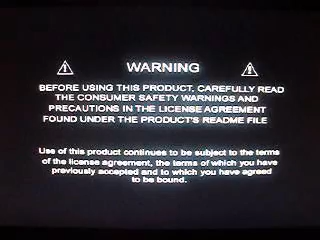 WARNING
BEFORE USING THIS PRODUCT, CAREFULLY READ
THE CONSUMER SAFETY WARNINGS AND
PRECAUTIONS IN THE LICENSE AGREEMENT
FOUND UNDER THE PRODUCT'S README FILE
Use of this product continues to be subject to the terms
of the license agreement, the terms of which you have
previously accepted and to which you have agreed
to be bound.